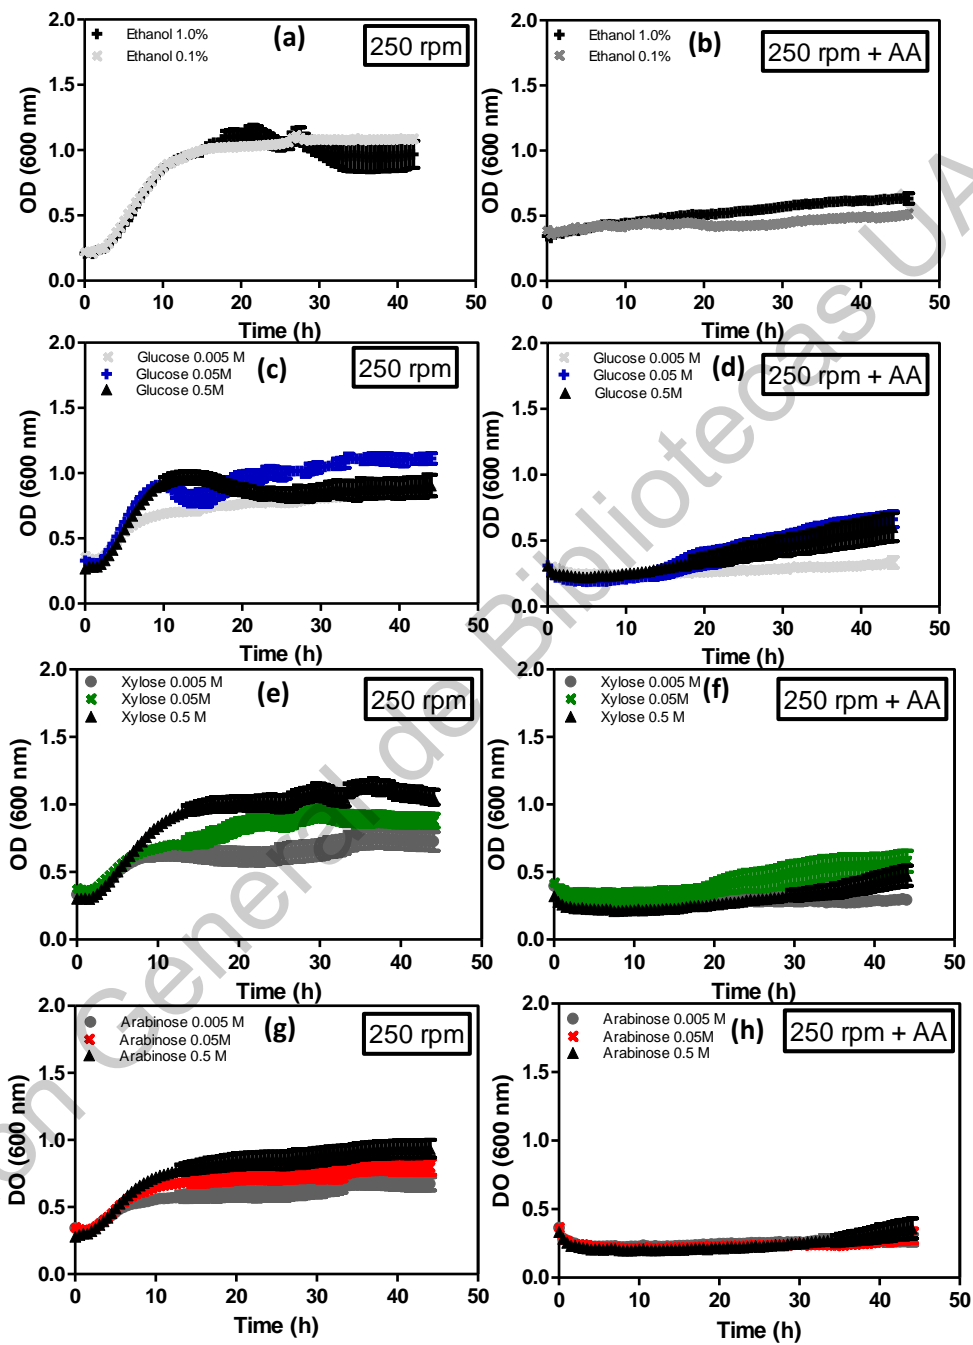 2.0
Ethanol 1.0%
Ethanol 0.1%
(a)
250 rpm
1.5
1.0
0.5
0.0
OD (600 nm)
0 10 20 30 40 50
Time (h)
2.0
Ethanol 1.0%
Ethanol 0.1%
(b)
250 rpm + AA
1.5
1.0
0.5
0.0
OD (600 nm)
0 10 20 30 40 50
Time (h)
2.0
Glucose 0.005 M
Glucose 0.05M
Glucose 0.5M
(c)
250 rpm
1.5
1.0
0.5
0.0
OD (600 nm)
0 10 20 30 40 50
Time (h)
2.0
Glucose 0.005 M
Glucose 0.05 M
Glucose 0.5M
(d)
250 rpm + AA
1.5
1.0
0.5
0.0
OD (600 nm)
0 10 20 30 40 50
Time (h)
2.0
Xylose 0.005 M
Xylose 0.05M
Xylose 0.5 M
(e)
250 rpm
1.5
1.0
0.5
0.0
OD (600 nm)
0 10 20 30 40 50
Time (h)
2.0
Xylose 0.005 M
Xylose 0.05M
Xylose 0.5 M
(f)
250 rpm + AA
1.5
1.0
0.5
0.0
OD (600 nm)
0 10 20 30 40 50
Time (h)
2.0
Arabinose 0.005 M
Arabinose 0.05M
Arabinose 0.5 M
(g)
250 rpm
1.5
1.0
0.5
0.0
DO (600 nm)
0 10 20 30 40 50
Time (h)
2.0
Arabinose 0.005 M
Arabinose 0.05M
Arabinose 0.5 M
(h)
250 rpm + AA
1.5
1.0
0.5
0.0
DO (600 nm)
0 10 20 30 40 50
Time (h)
on General de Bibliotecas UA